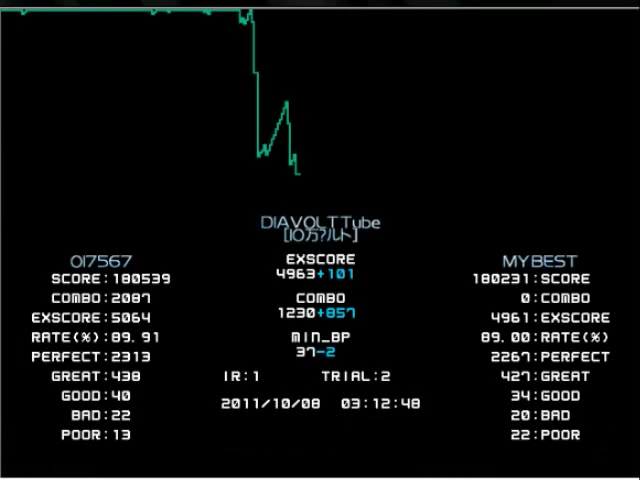 DIAVOLT Tube
[10万?ﾙﾄ]
017567
SCORE:180539
COMBO:2087
EXSCORE:5064
RATE(%):89.91
PERFECT:2313
GREAT:438
GOOD:40
BAD:22
POOR:13
EXSCORE
4963+101
COMBO
1230+857
MIN_BP
37-2
IR:1 TRIAL:2
2011/10/08 03:12:48
MYBEST
180231:SCORE
0:COMBO
4961:EXSCORE
89.00:RATE(%)
2267:PERFECT
427:GREAT
34:GOOD
20:BAD
22:POOR